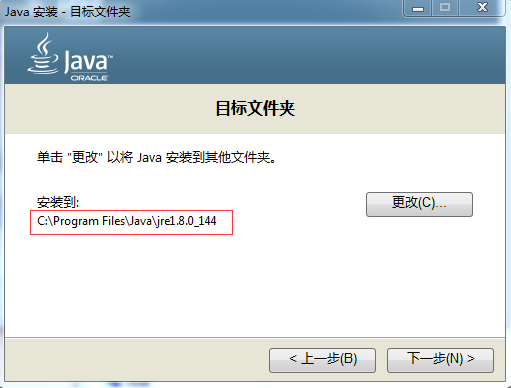 Java 安装 - 目标文件夹
Java™
ORACLE
目标文件夹
单击 "更改" 以将 Java 安装到其他文件夹。
安装到:
更改(C)...
C:\Program Files\Java\jre1.8.0_144
< 上一步(B)
下一步(N) >